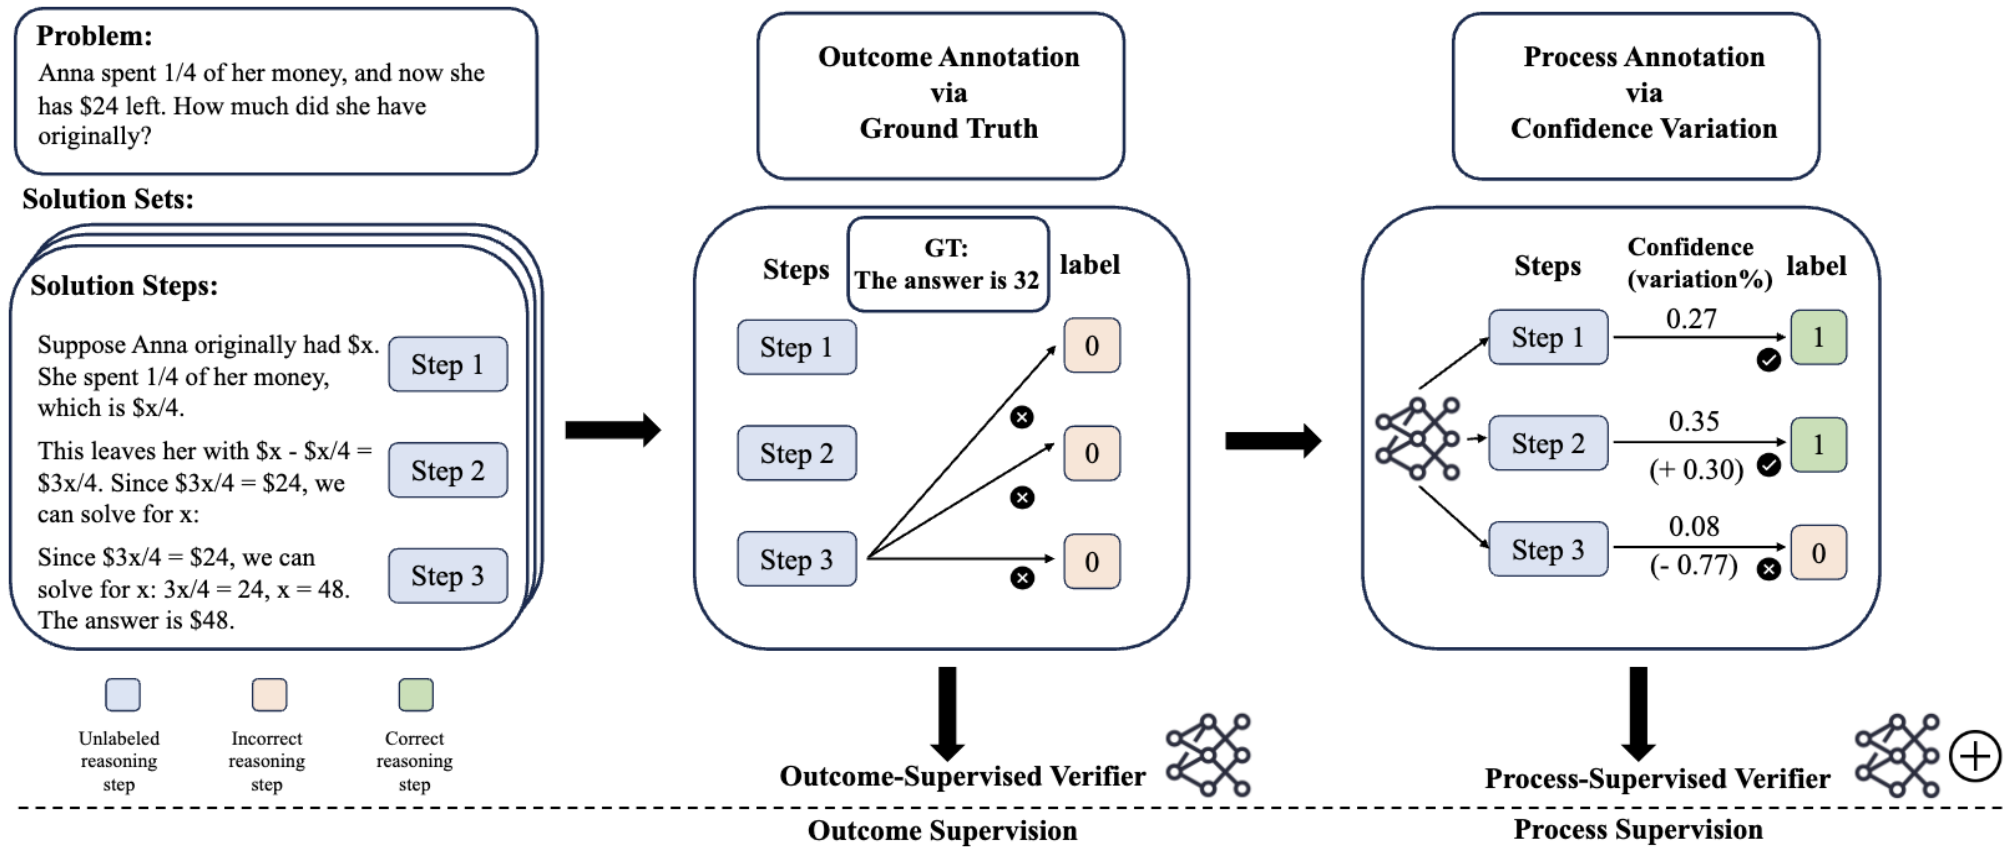 Problem:
Anna spent 1/4 of her money, and now she
has $24 left. How much did she have
originally?
Solution Sets:
Solution Steps:
Suppose Anna originally had $x.
She spent 1/4 of her money,
which is $x/4.
Step 1
This leaves her with $x - $x/4 =
$3x/4. Since $3x/4 = $24, we
can solve for x:
Step 2
Since $3x/4 = $24, we can
solve for x: 3x/4 = 24, x = 48.
The answer is $48.
Step 3
Unlabeled
reasoning
step
Incorrect
reasoning
step
Correct
reasoning
step
Outcome Annotation
via
Ground Truth
Steps
GT:
The answer is 32
label
Step 1
0
Step 2
0
Step 3
0
Outcome-Supervised Verifier
Outcome Supervision
Process Annotation
via
Confidence Variation
Steps
Confidence
(variation%)
label
Step 1
0.27
1
Step 2
0.35
(+ 0.30)
1
Step 3
0.08
(- 0.77)
0
Process-Supervised Verifier
Process Supervision